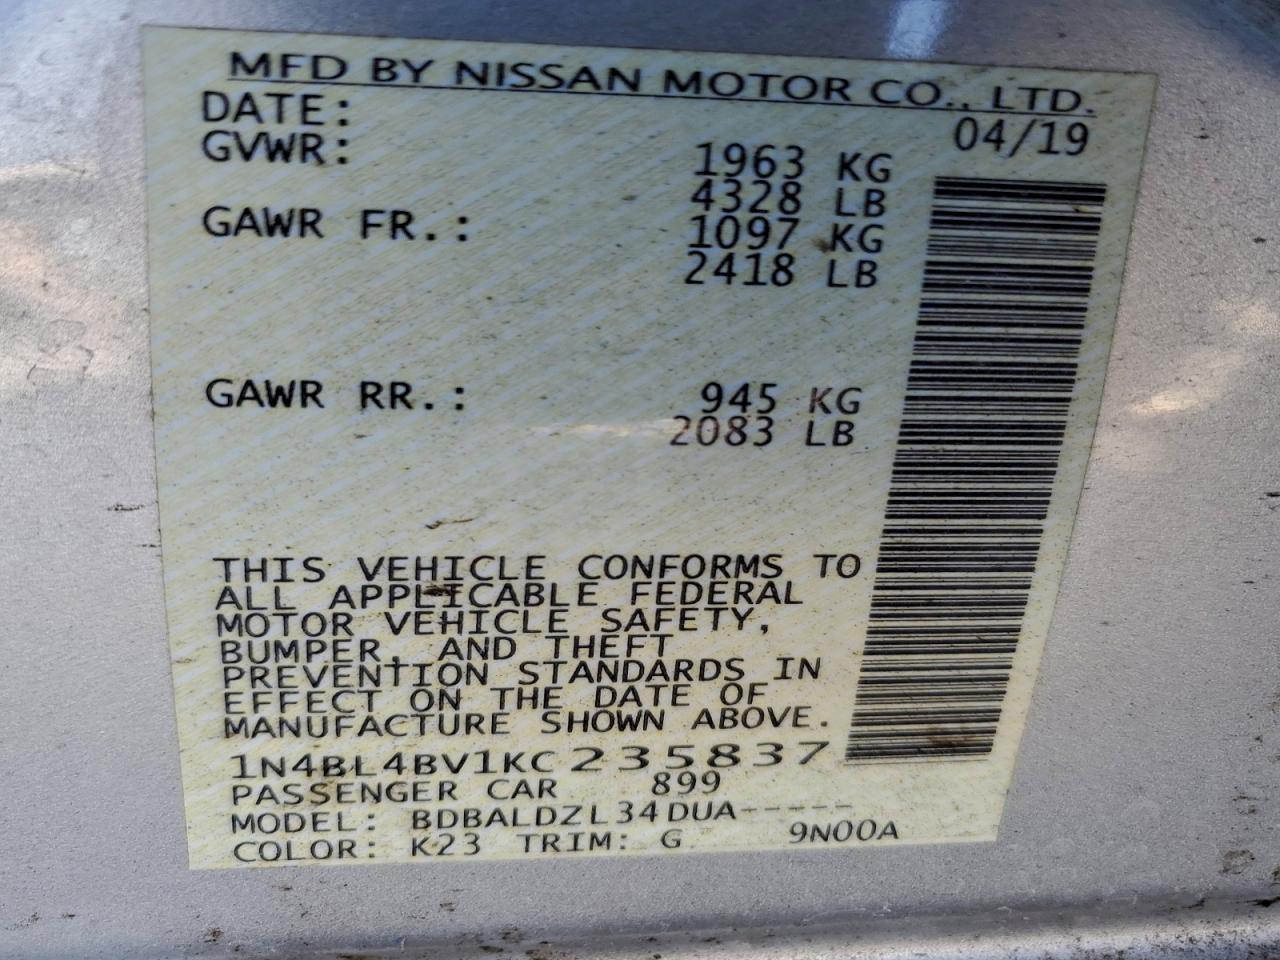 MFD BY NISSAN MOTOR CO., LTD.
DATE: 04/19
GVWR: 1963 KG
4328 LB
GAWR FR.: 1097 KG
2418 LB
GAWR RR.: 945 KG
2083 LB
THIS VEHICLE CONFORMS TO
ALL APPLICABLE FEDERAL
MOTOR VEHICLE SAFETY,
BUMPER, AND THEFT
PREVENTION STANDARDS IN
EFFECT ON THE DATE OF
MANUFACTURE SHOWN ABOVE.
1N4BL4BV1KC235837
PASSENGER CAR 899
MODEL: BDBALDZL34DUA-----
COLOR: K23 TRIM: G 9N00A